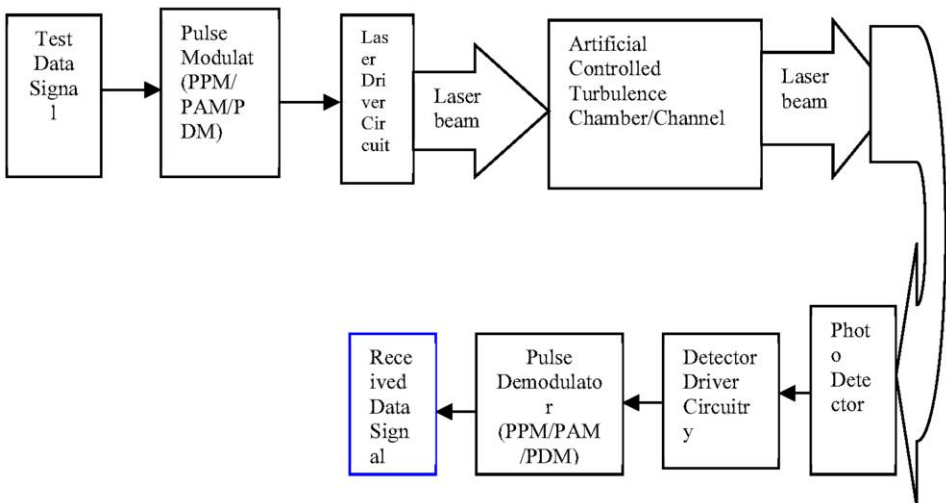 Test
Data
Signa
l
Pulse
Modulat
(PPM/
PAM/P
DM)
Las
er
Dri
ver
Cir
cuit
Laser
beam
Artificial
Controlled
Turbulence
Chamber/Channel
Laser
beam
Phot
o
Dete
ctor
Detector
Driver
Circuitr
y
Pulse
Demodulato
r
(PPM/PAM
/PDM)
Rece
ived
Data
Sign
al